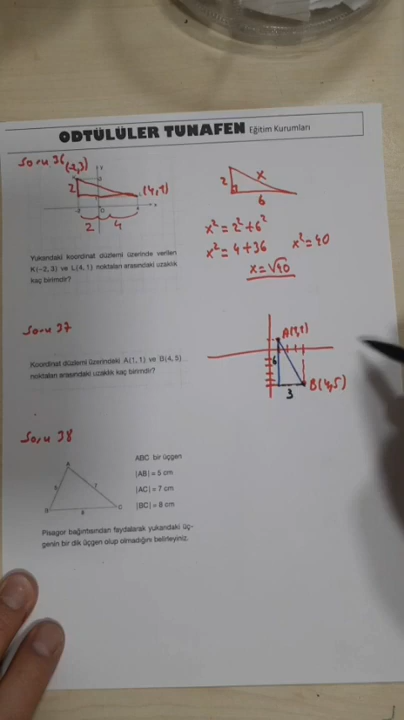 ODTÜLÜLER TUNAFEN Eğitim Kurumları
Soru 36
(-2,3)
2
(4,1)
2 4
2 x
6
x² = 2² + 6²
x² = 4 + 36 x² = 40
x = √40
Yukarıdaki koordinat düzlemi üzerinde verilen
K(−2, 3) ve L(4, 1) noktaları arasındaki uzaklık
kaç birimdir?
Soru 37
Koordinat düzlemi üzerindeki A(1, 1) ve B(4, 5)
noktaları arasındaki uzaklık kaç birimdir?
A(1,1)
6
3
B(4,5)
Soru 38
A
B
C
7
8
ABC bir üçgen
|AB| = 5 cm
|AC| = 7 cm
|BC| = 8 cm
Pisagor bağıntısından faydalarak yukarıdaki üç-
genin bir dik üçgen olup olmadığını belirleyiniz.